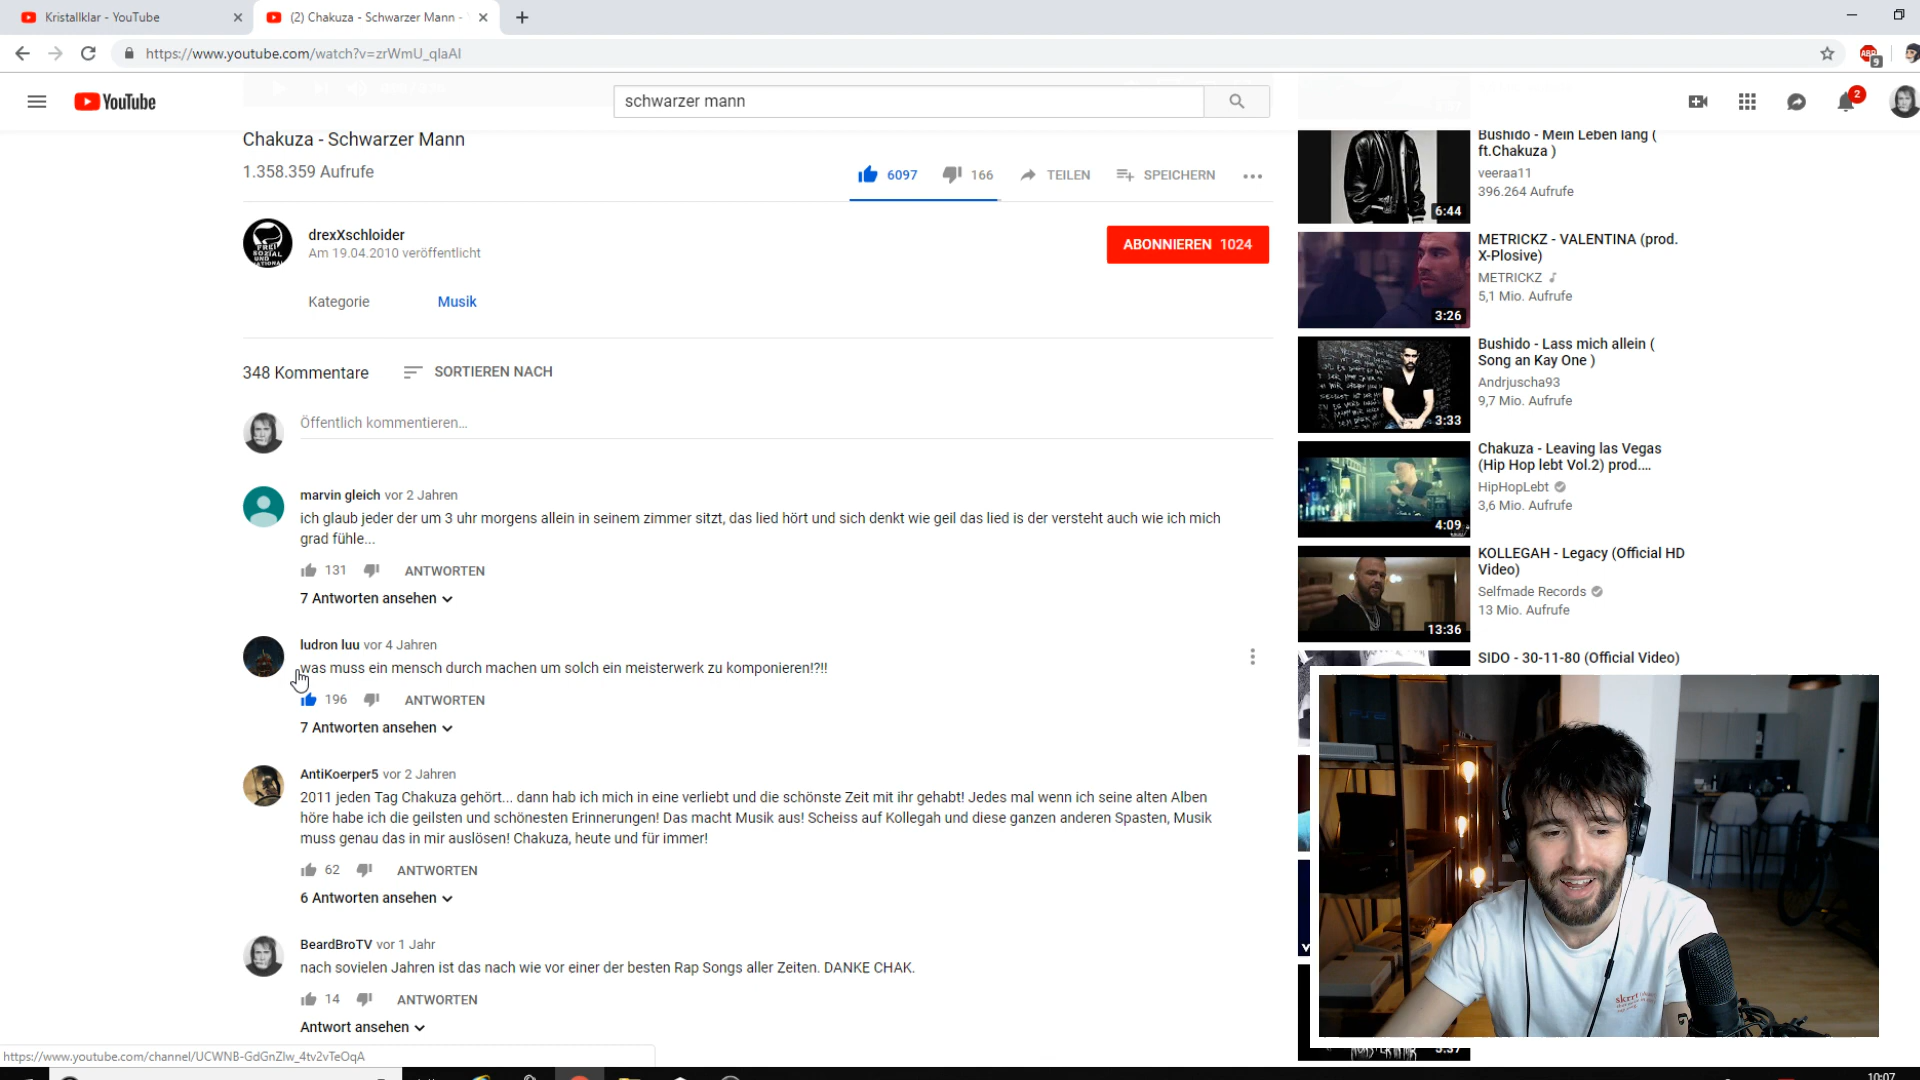 Kristallklar - YouTube
(2) Chakuza - Schwarzer Mann -
https://www.youtube.com/watch?v=zrWmU_qlaAI
ABP
9
YouTube
schwarzer mann
2
Chakuza - Schwarzer Mann
1.358.359 Aufrufe
6097
166
TEILEN
SPEICHERN
FREI
SOZIAL
UND
NATIONAL
drexXschloider
Am 19.04.2010 veröffentlicht
ABONNIEREN 1024
Kategorie
Musik
348 Kommentare
SORTIEREN NACH
Öffentlich kommentieren...
marvin gleich vor 2 Jahren
ich glaub jeder der um 3 uhr morgens allein in seinem zimmer sitzt, das lied hört und sich denkt wie geil das lied is der versteht auch wie ich mich
grad fühle...
131
ANTWORTEN
7 Antworten ansehen
ludron luu vor 4 Jahren
was muss ein mensch durch machen um solch ein meisterwerk zu komponieren!?!!
196
ANTWORTEN
7 Antworten ansehen
AntiKoerper5 vor 2 Jahren
2011 jeden Tag Chakuza gehört... dann hab ich mich in eine verliebt und die schönste Zeit mit ihr gehabt! Jedes mal wenn ich seine alten Alben
höre habe ich die geilsten und schönsten Erinnerungen! Das macht Musik aus! Scheiss auf Kollegah und diese ganzen anderen Spasten, Musik
muss genau das in mir auslösen! Chakuza, heute und für immer!
62
ANTWORTEN
6 Antworten ansehen
BeardBroTV vor 1 Jahr
nach sovielen Jahren ist das nach wie vor einer der besten Rap Songs aller Zeiten. DANKE CHAK.
14
ANTWORTEN
Antwort ansehen
https://www.youtube.com/channel/UCWNB-GdGnZlw_4tv2vTeOqA
Bushido - Mein Leben lang (
ft.Chakuza )
veeraa11
396.264 Aufrufe
6:44
METRICKZ - VALENTINA (prod.
X-Plosive)
METRICKZ
5,1 Mio. Aufrufe
3:26
Bushido - Lass mich allein (
Song an Kay One )
Andrjuscha93
9,7 Mio. Aufrufe
3:33
Chakuza - Leaving las Vegas
(Hip Hop lebt Vol.2) prod....
HipHopLebt
3,6 Mio. Aufrufe
4:09
KOLLEGAH - Legacy (Official HD
Video)
Selfmade Records
13 Mio. Aufrufe
13:36
SIDO - 30-11-80 (Official Video)
skrrt
10:07